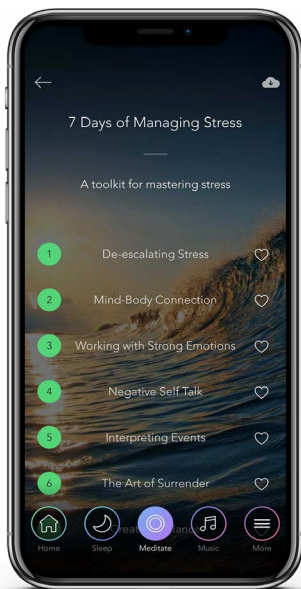 7 Days of Managing Stress
A toolkit for mastering stress
1 De-escalating Stress
2 Mind-Body Connection
3 Working with Strong Emotions
4 Negative Self Talk
5 Interpreting Events
6 The Art of Surrender
Home Sleep Meditate Music More